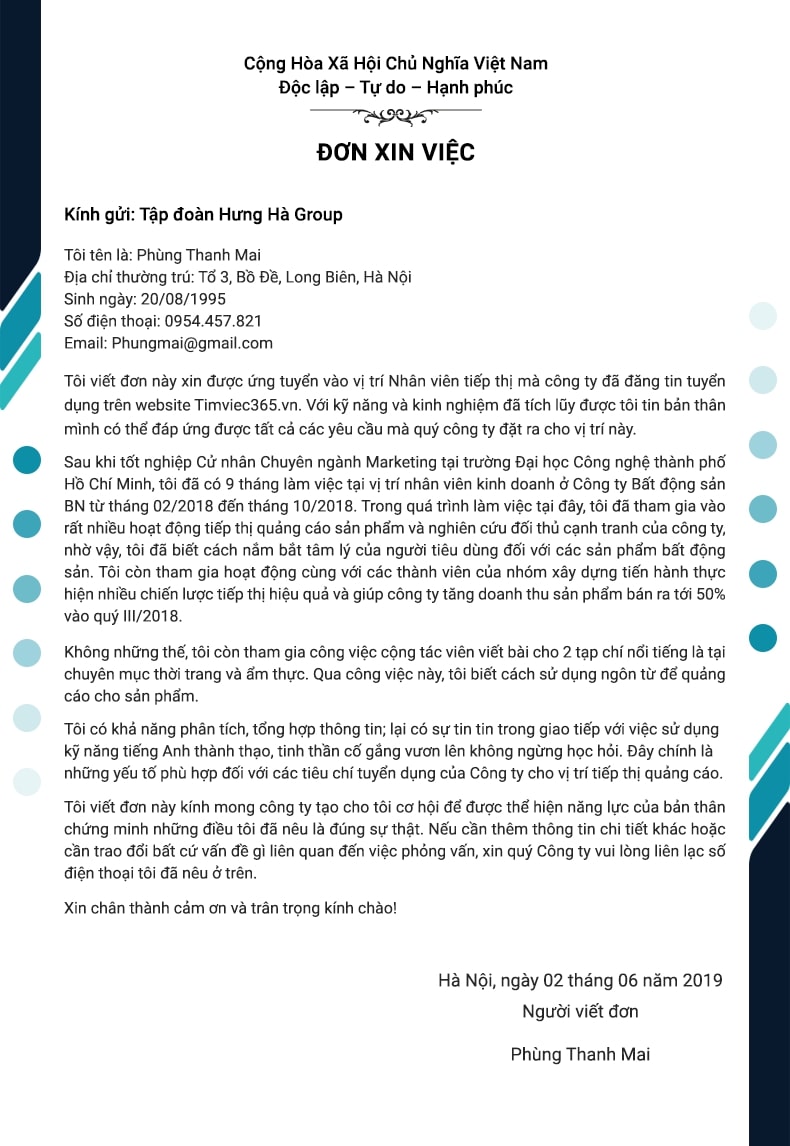 Cộng Hòa Xã Hội Chủ Nghĩa Việt Nam
Độc lập – Tự do – Hạnh phúc
ĐƠN XIN VIỆC
Kính gửi: Tập đoàn Hưng Hà Group
Tôi tên là: Phùng Thanh Mai
Địa chỉ thường trú: Tổ 3, Bồ Đề, Long Biên, Hà Nội
Sinh ngày: 20/08/1995
Số điện thoại: 0954.457.821
Email: Phungmai@gmail.com
Tôi viết đơn này xin được ứng tuyển vào vị trí Nhân viên tiếp thị mà công ty đã đăng tin tuyển
dụng trên website Timviec365.vn. Với kỹ năng và kinh nghiệm đã tích lũy được tôi tin bản thân
mình có thể đáp ứng được tất cả các yêu cầu mà quý công ty đặt ra cho vị trí này.
Sau khi tốt nghiệp Cử nhân Chuyên ngành Marketing tại trường Đại học Công nghệ thành phố
Hồ Chí Minh, tôi đã có 9 tháng làm việc tại vị trí nhân viên kinh doanh ở Công ty Bất động sản
BN từ tháng 02/2018 đến tháng 10/2018. Trong quá trình làm việc tại đây, tôi đã tham gia vào
rất nhiều hoạt động tiếp thị quảng cáo sản phẩm và nghiên cứu đối thủ cạnh tranh của công ty,
nhờ vậy, tôi đã biết cách nắm bắt tâm lý của người tiêu dùng đối với các sản phẩm bất động
sản. Tôi còn tham gia hoạt động cùng với các thành viên của nhóm xây dựng tiến hành thực
hiện nhiều chiến lược tiếp thị hiệu quả và giúp công ty tăng doanh thu sản phẩm bán ra tới 50%
vào quý III/2018.
Không những thế, tôi còn tham gia công việc cộng tác viên viết bài cho 2 tạp chí nổi tiếng là tại
chuyên mục thời trang và ẩm thực. Qua công việc này, tôi biết cách sử dụng ngôn từ để quảng
cáo cho sản phẩm.
Tôi có khả năng phân tích, tổng hợp thông tin; lại có sự tin tin trong giao tiếp với việc sử dụng
kỹ năng tiếng Anh thành thạo, tinh thần cố gắng vươn lên không ngừng học hỏi. Đây chính là
những yếu tố phù hợp đối với các tiêu chí tuyển dụng của Công ty cho vị trí tiếp thị quảng cáo.
Tôi viết đơn này kính mong công ty tạo cho tôi cơ hội để được thể hiện năng lực của bản thân
chứng minh những điều tôi đã nêu là đúng sự thật. Nếu cần thêm thông tin chi tiết khác hoặc
cần trao đổi bất cứ vấn đề gì liên quan đến việc phỏng vấn, xin quý Công ty vui lòng liên lạc số
điện thoại tôi đã nêu ở trên.
Xin chân thành cảm ơn và trân trọng kính chào!
Hà Nội, ngày 02 tháng 06 năm 2019
Người viết đơn
Phùng Thanh Mai